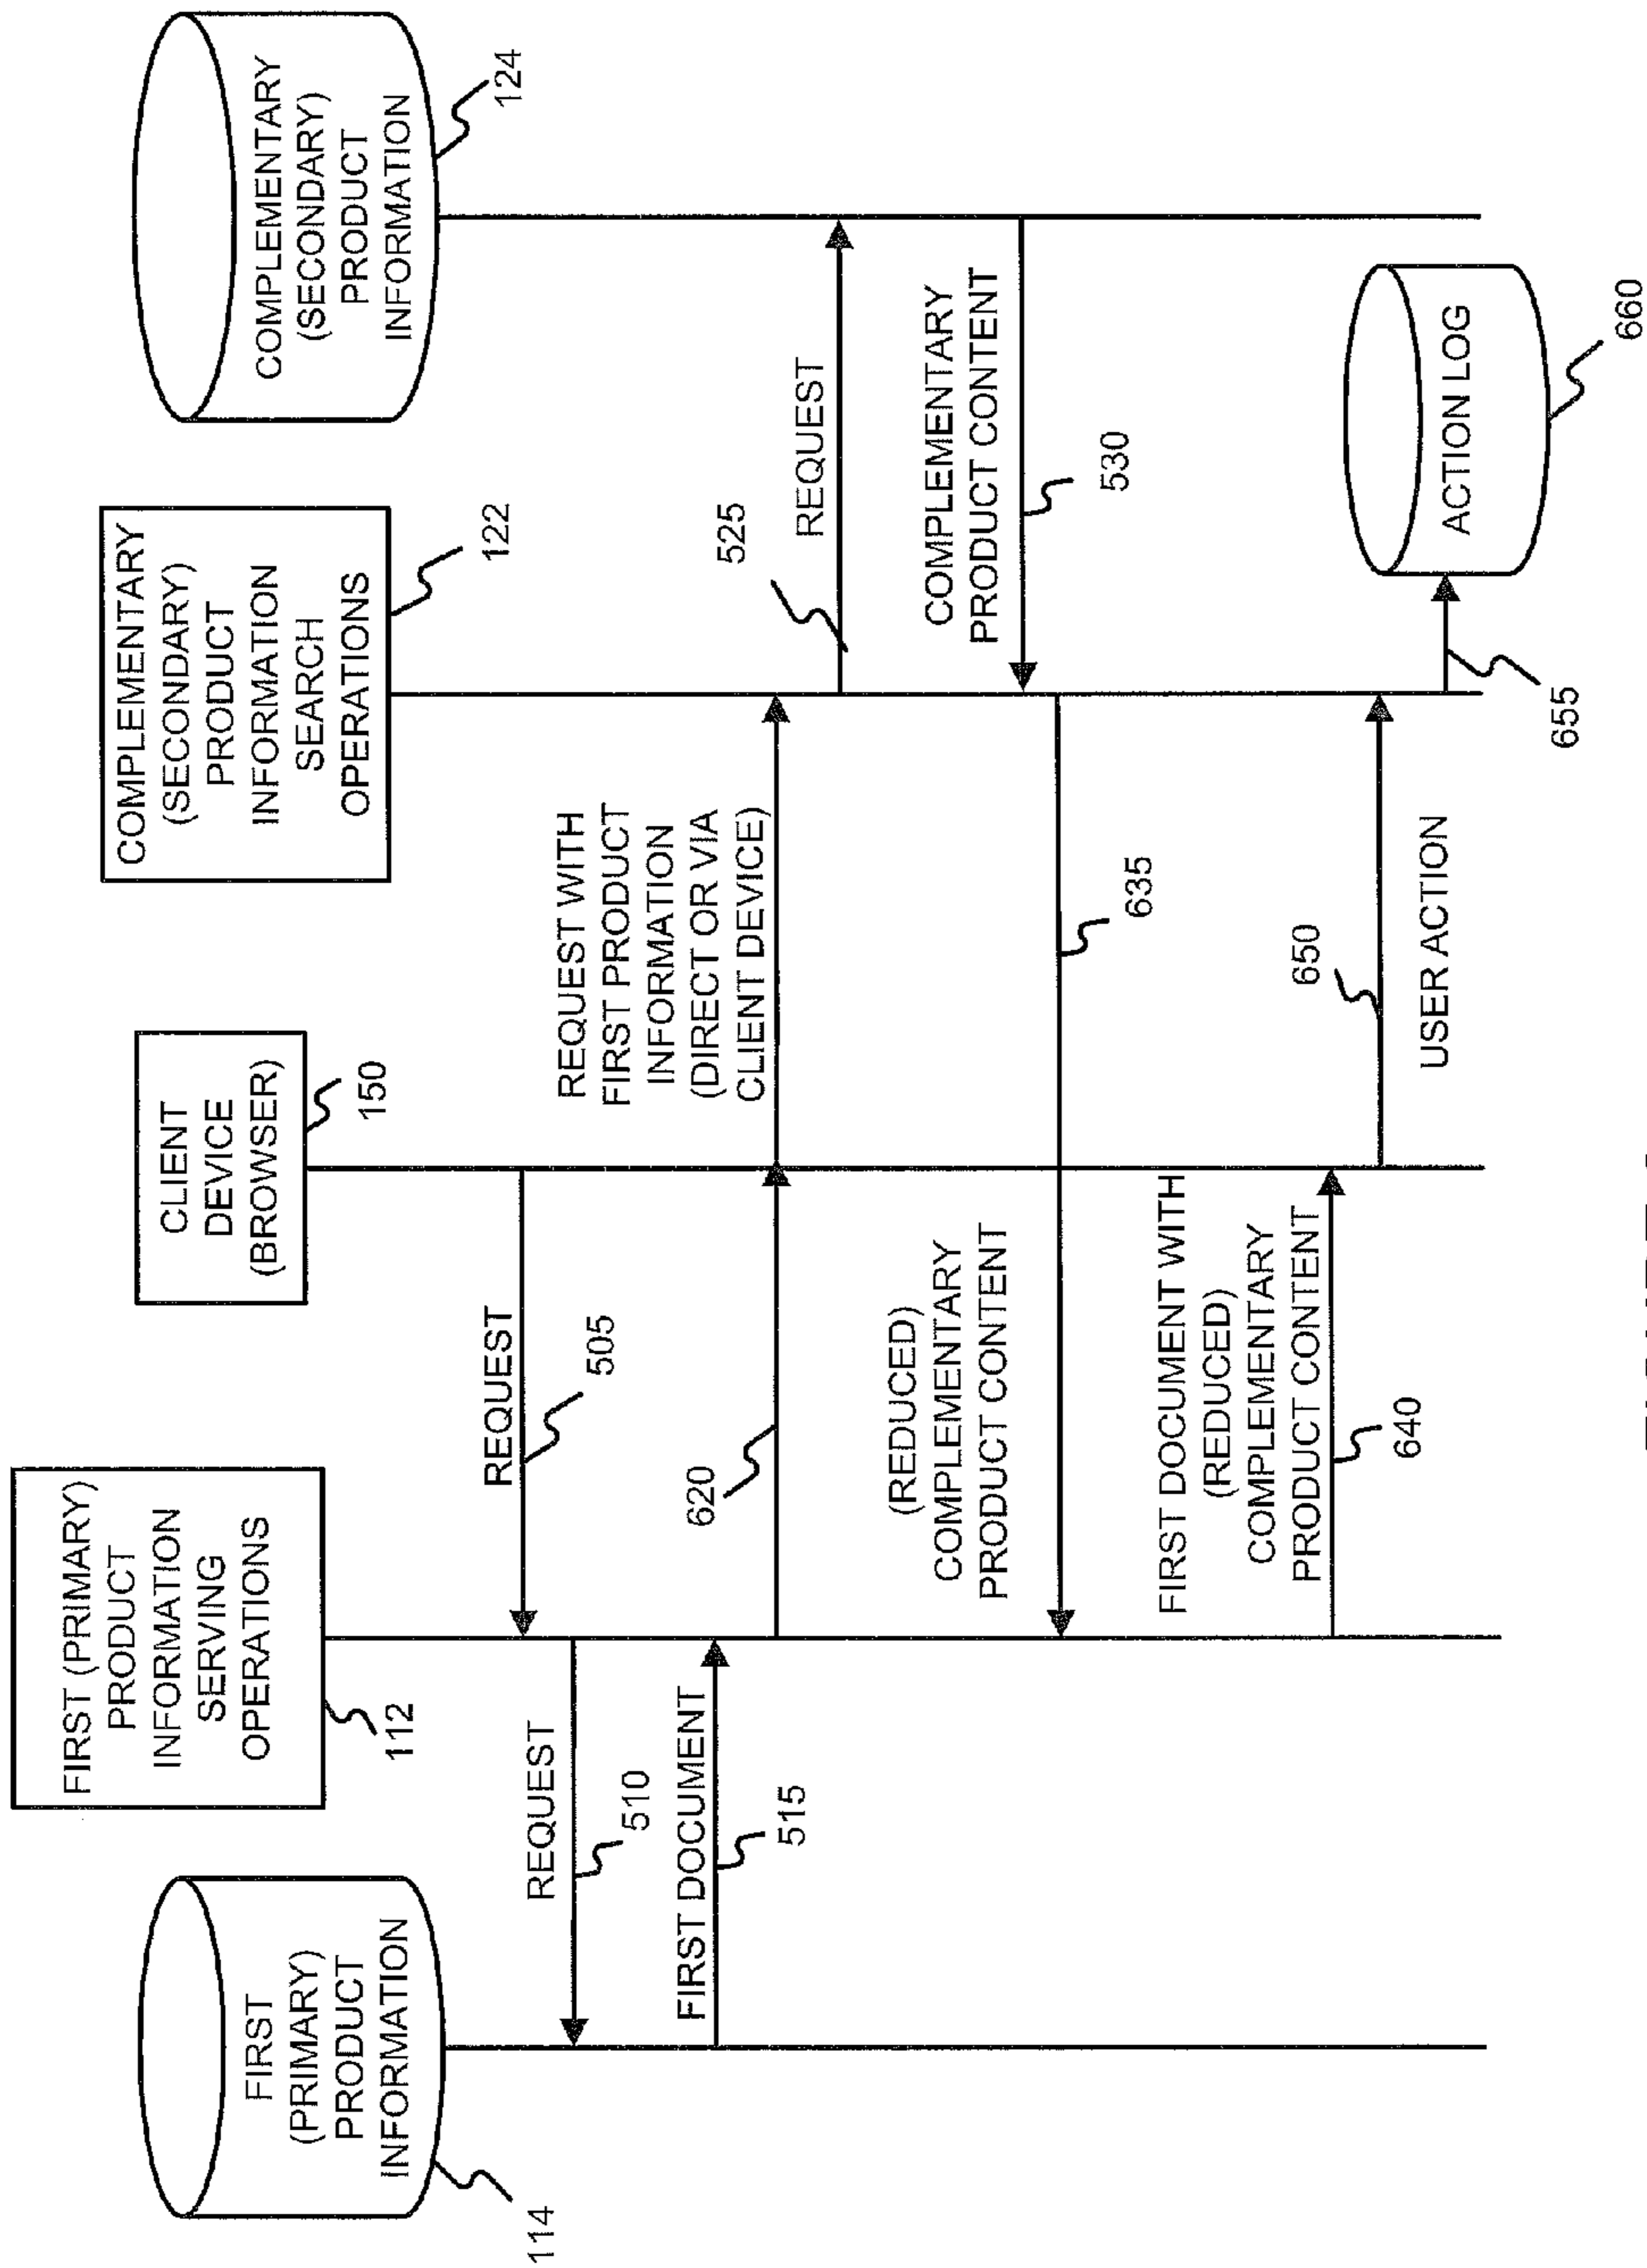 FIRST
(PRIMARY)
PRODUCT
INFORMATION
114
FIRST (PRIMARY)
PRODUCT
INFORMATION
SERVING
OPERATIONS
112
CLIENT
DEVICE
(BROWSER)
150
COMPLEMENTARY
(SECONDARY)
PRODUCT
INFORMATION
SEARCH
OPERATIONS
122
COMPLEMENTARY
(SECONDARY)
PRODUCT
INFORMATION
124
REQUEST
505
REQUEST
510
FIRST DOCUMENT
515
620
REQUEST WITH
FIRST PRODUCT
INFORMATION
(DIRECT OR VIA
CLIENT DEVICE)
525
REQUEST
COMPLEMENTARY
PRODUCT CONTENT
530
(REDUCED)
COMPLEMENTARY
PRODUCT CONTENT
635
FIRST DOCUMENT WITH
(REDUCED)
COMPLEMENTARY
PRODUCT CONTENT
640
650
USER ACTION
655
ACTION LOG
660